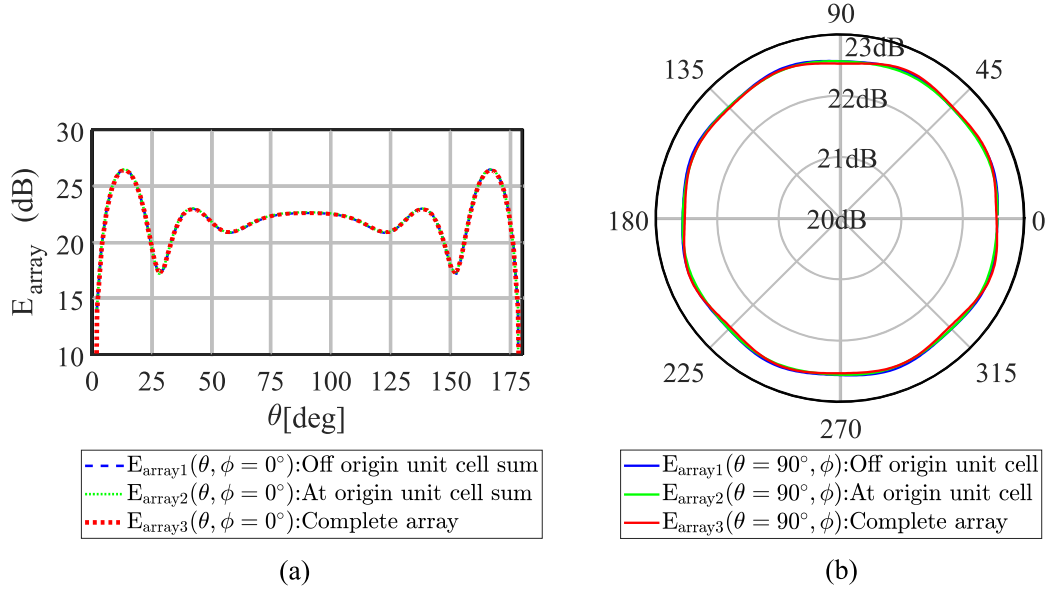 30
25
20
15
10
E array (dB)
0 25 50 75 100 125 150 175
θ[deg]
E_array1(θ, ϕ = 0°):Off origin unit cell sum
E_array2(θ, ϕ = 0°):At origin unit cell sum
E_array3(θ, ϕ = 0°):Complete array
(a)
90
135
23dB
45
22dB
21dB
180
20dB
0
225
315
270
E_array1(θ = 90°, ϕ):Off origin unit cell
E_array2(θ = 90°, ϕ):At origin unit cell
E_array3(θ = 90°, ϕ):Complete array
(b)